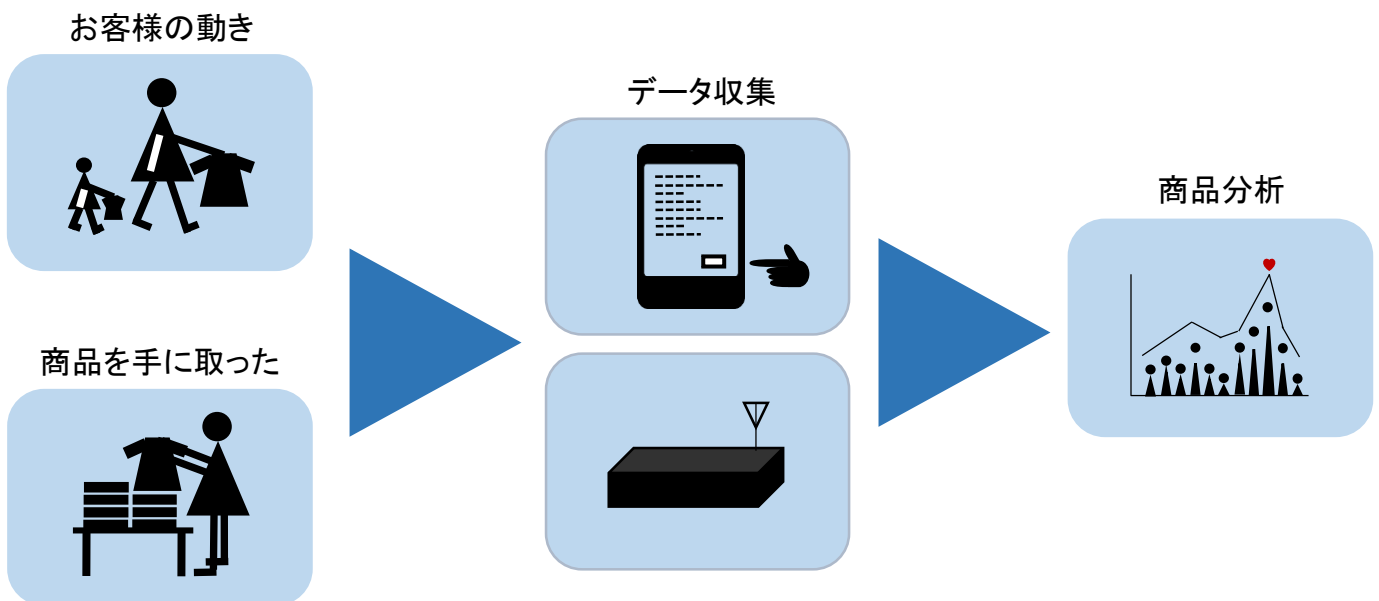 お客様の動き
商品を手に取った
データ収集
商品分析